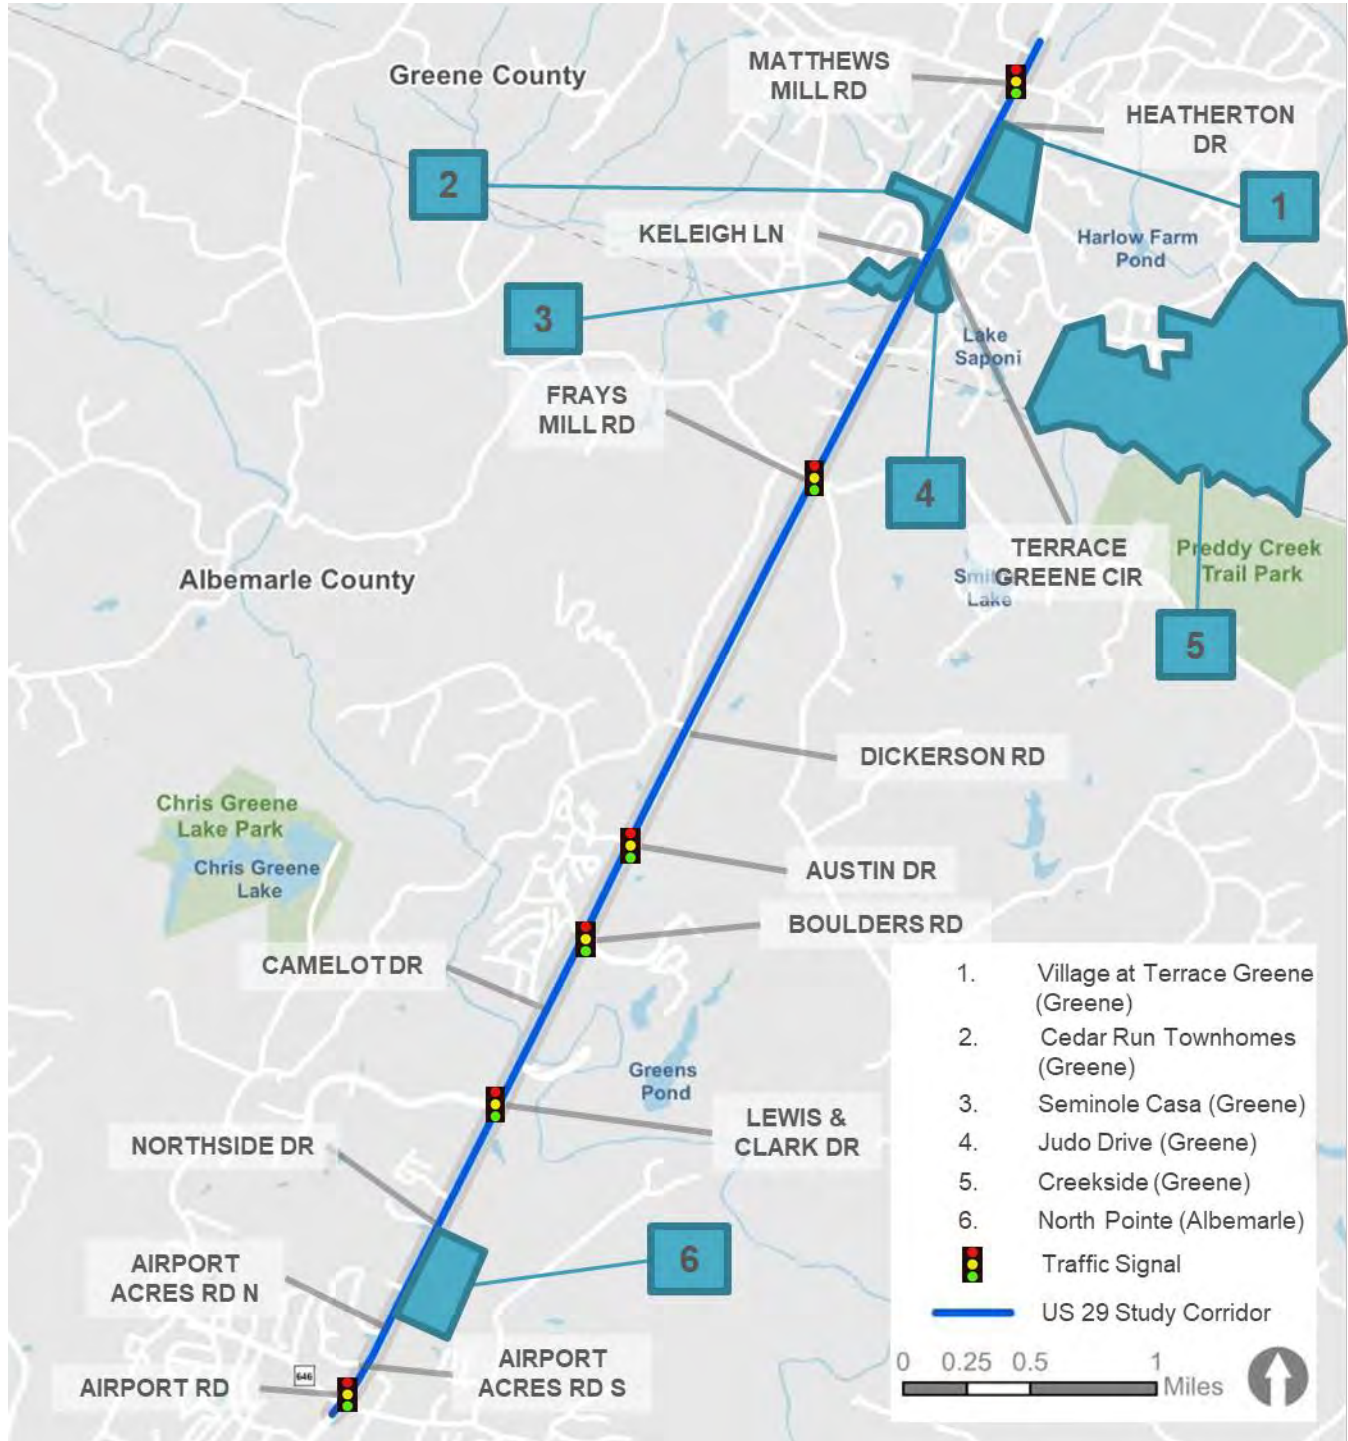 Greene County
MATTHEWS
MILL RD
HEATHERTON
DR
2
1
KELEIGH LN
Harlow Farm
Pond
3
Lake
Saponi
FRAYS
MILL RD
4
TERRACE
GREENE CIR
Preddy Creek
Trail Park
Lake
Albemarle County
5
DICKERSON RD
Chris Greene
Lake Park
Chris Greene
Lake
AUSTIN DR
BOULDERS RD
CAMELOT DR
Greens
Pond
LEWIS &
CLARK DR
NORTHSIDE DR
6
AIRPORT
ACRES RD N
AIRPORT
ACRES RD S
646
AIRPORT RD
1. Village at Terrace Greene
(Greene)
2. Cedar Run Townhomes
(Greene)
3. Seminole Casa (Greene)
4. Judo Drive (Greene)
5. Creekside (Greene)
6. North Pointe (Albemarle)
Traffic Signal
US 29 Study Corridor
0 0.25 0.5 1
Miles